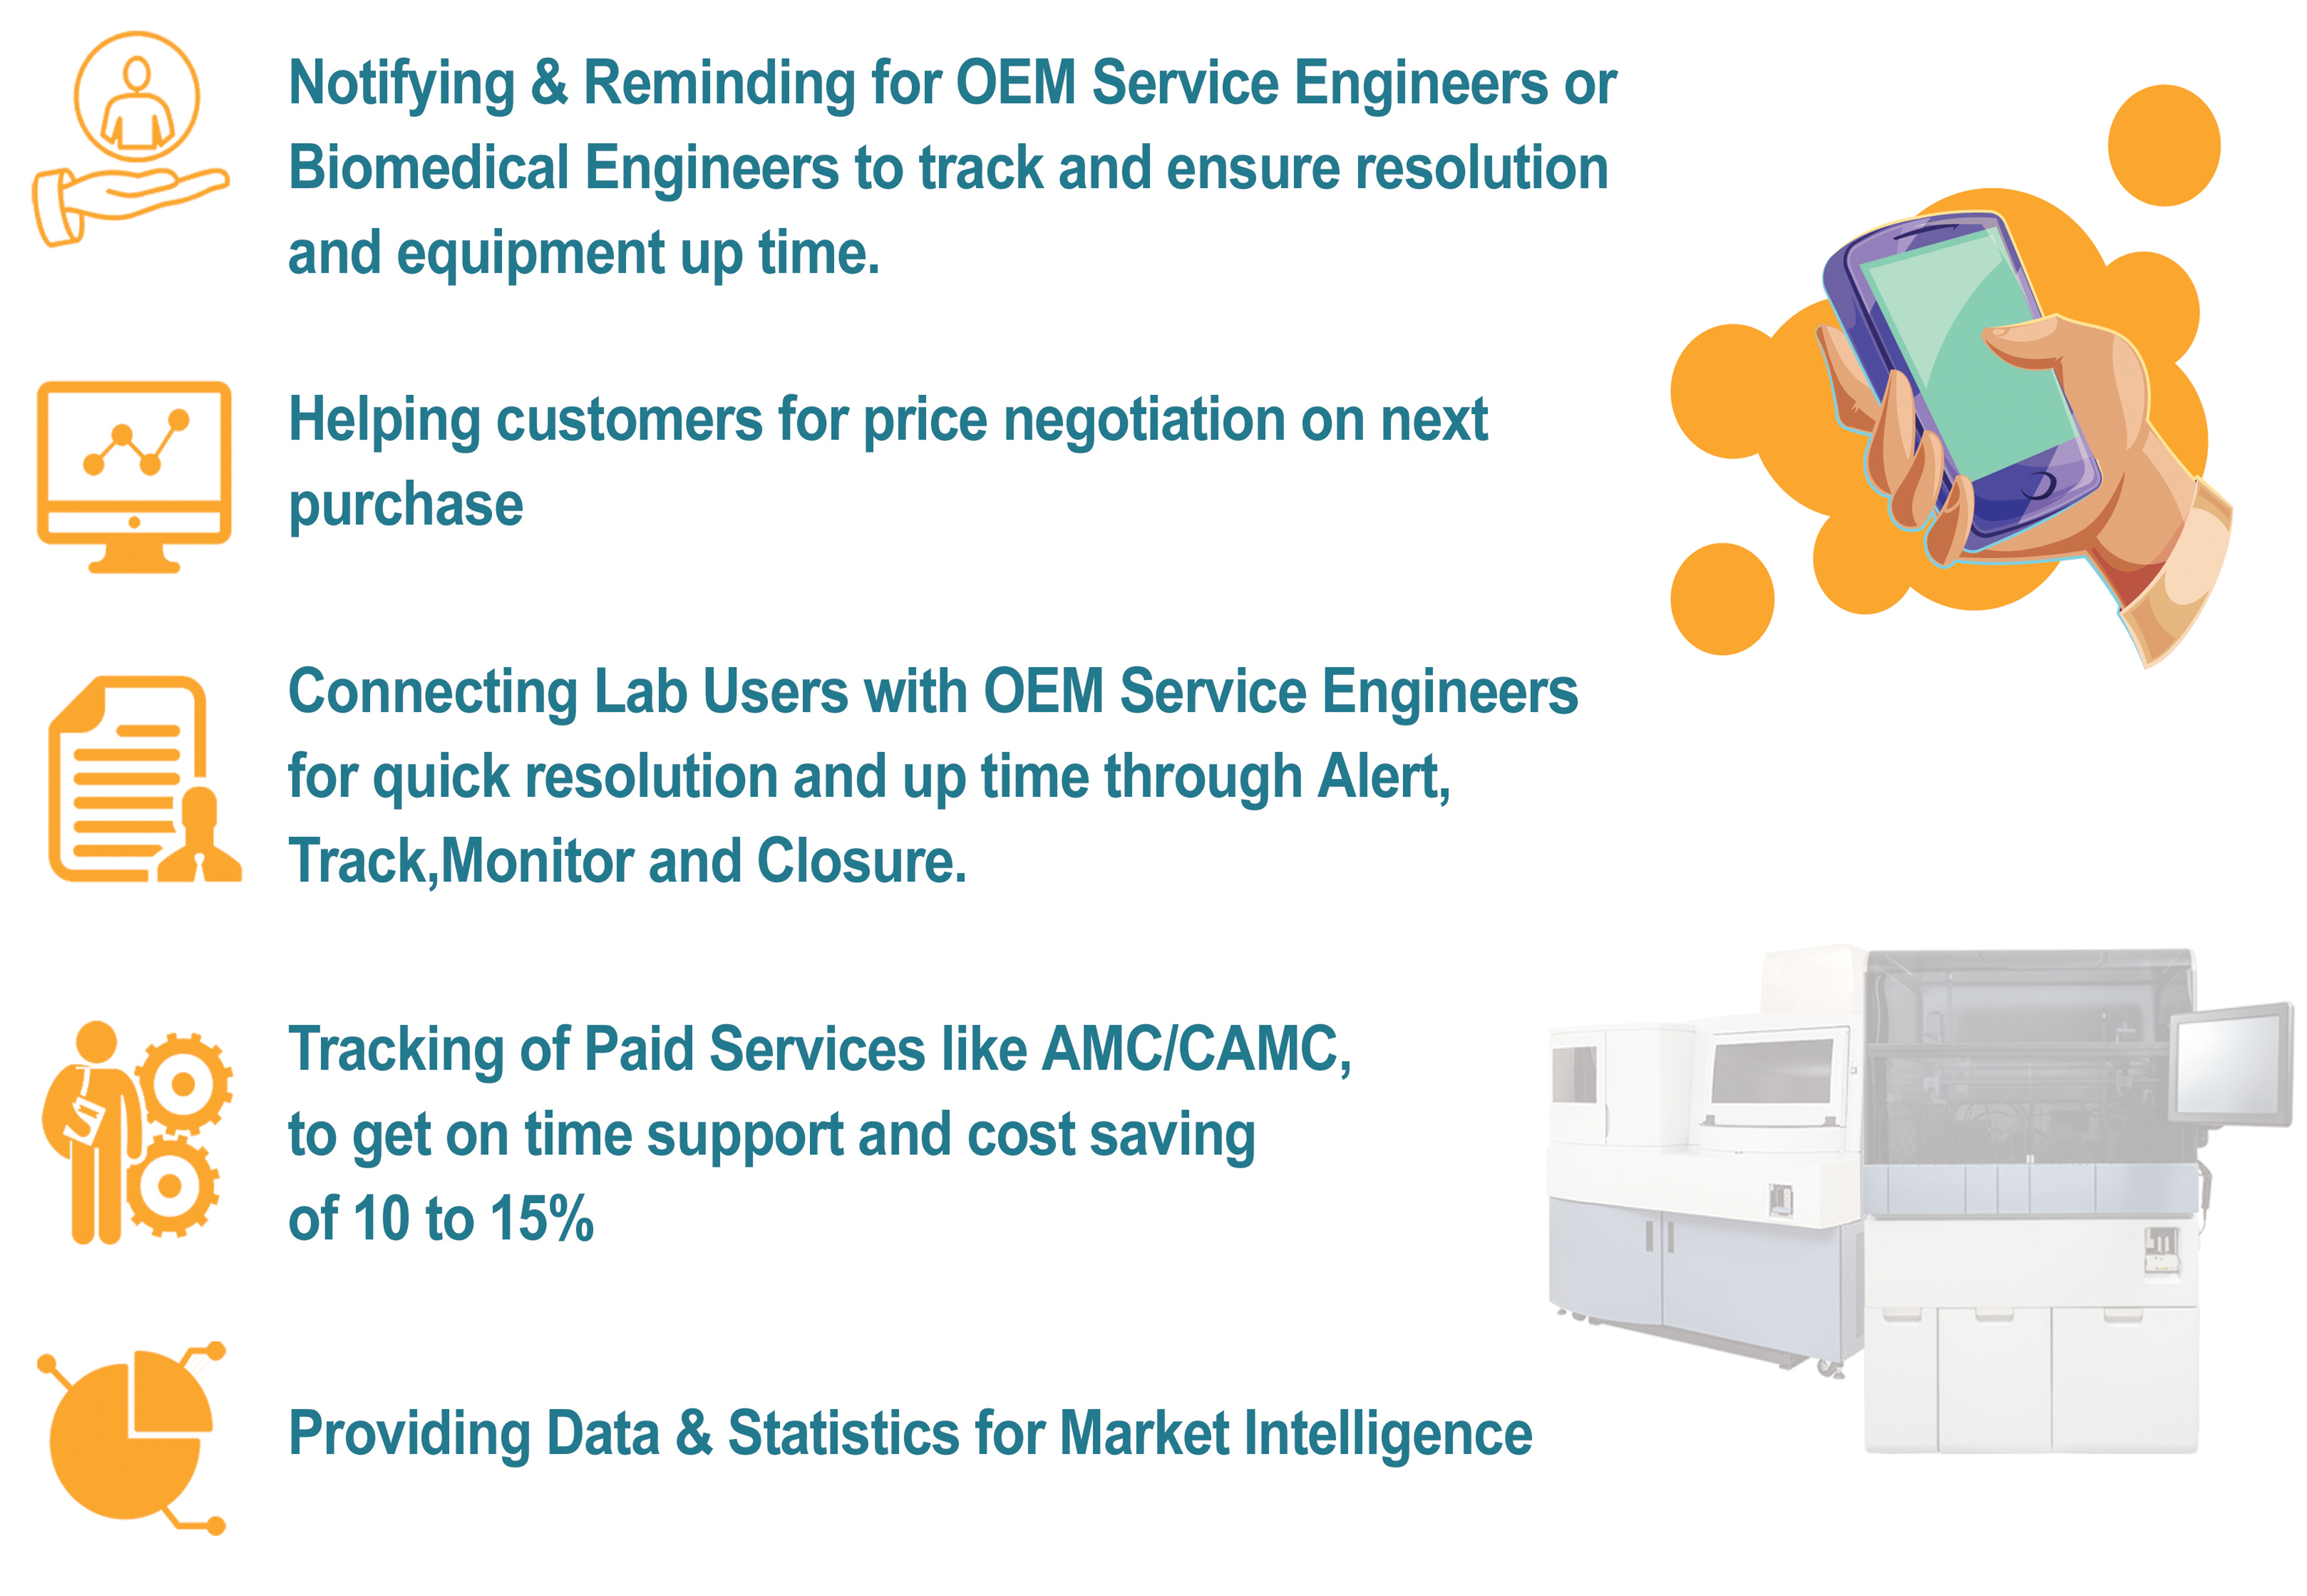 Notifying & Reminding for OEM Service Engineers or
Biomedical Engineers to track and ensure resolution
and equipment up time.
Helping customers for price negotiation on next
purchase
Connecting Lab Users with OEM Service Engineers
for quick resolution and up time through Alert,
Track,Monitor and Closure.
Tracking of Paid Services like AMC/CAMC,
to get on time support and cost saving
of 10 to 15%
Providing Data & Statistics for Market Intelligence